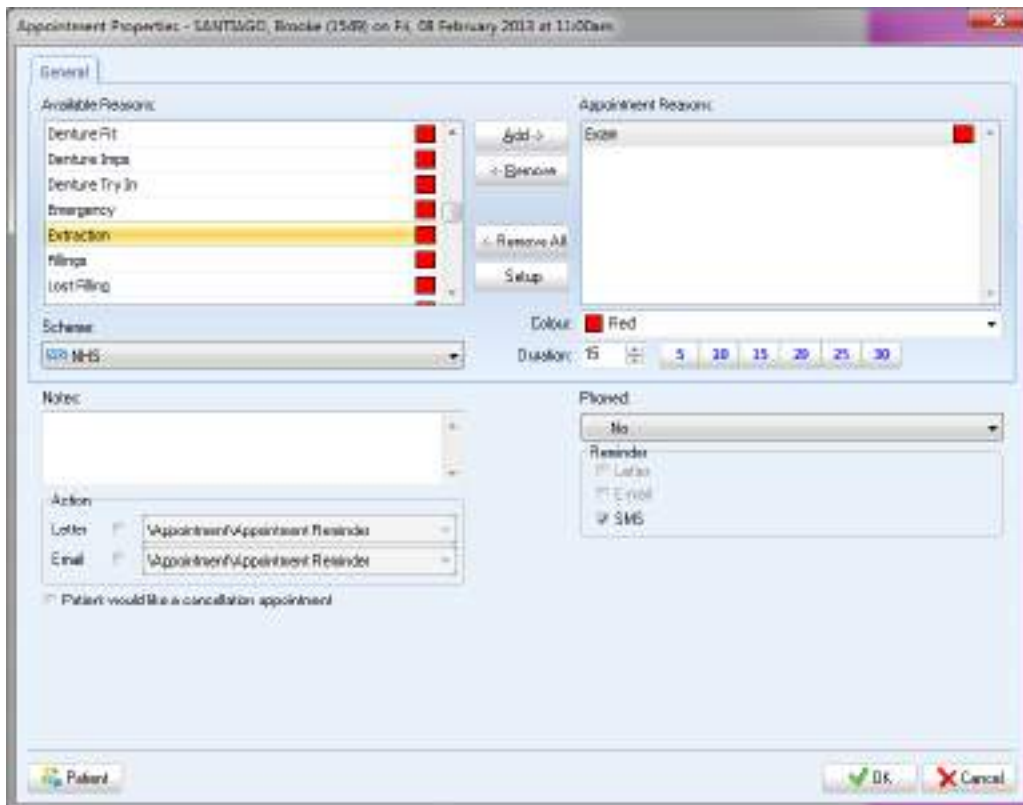 Appointment Properties - SANTIAGO, Brooke (1569) on Fri, 08 February 2013 at 11:00am
General
Available Reasons:
Denture Fit
Denture Imps
Denture Try In
Emergency
Extraction
Fillings
Lost Filling
Add ->
<- Remove
<- Remove All
Setup
Appointment Reasons:
Exam
Scheme:
NHS
Colour: Red
Duration: 15 5 10 15 20 25 30
Notes:
Phoned:
No
Reminder
Letter
E-mail
SMS
Action
Letter \Appointment\Appointment Reminder
Email \Appointment\Appointment Reminder
Patient would like a cancellation appointment
Patient
OK
Cancel